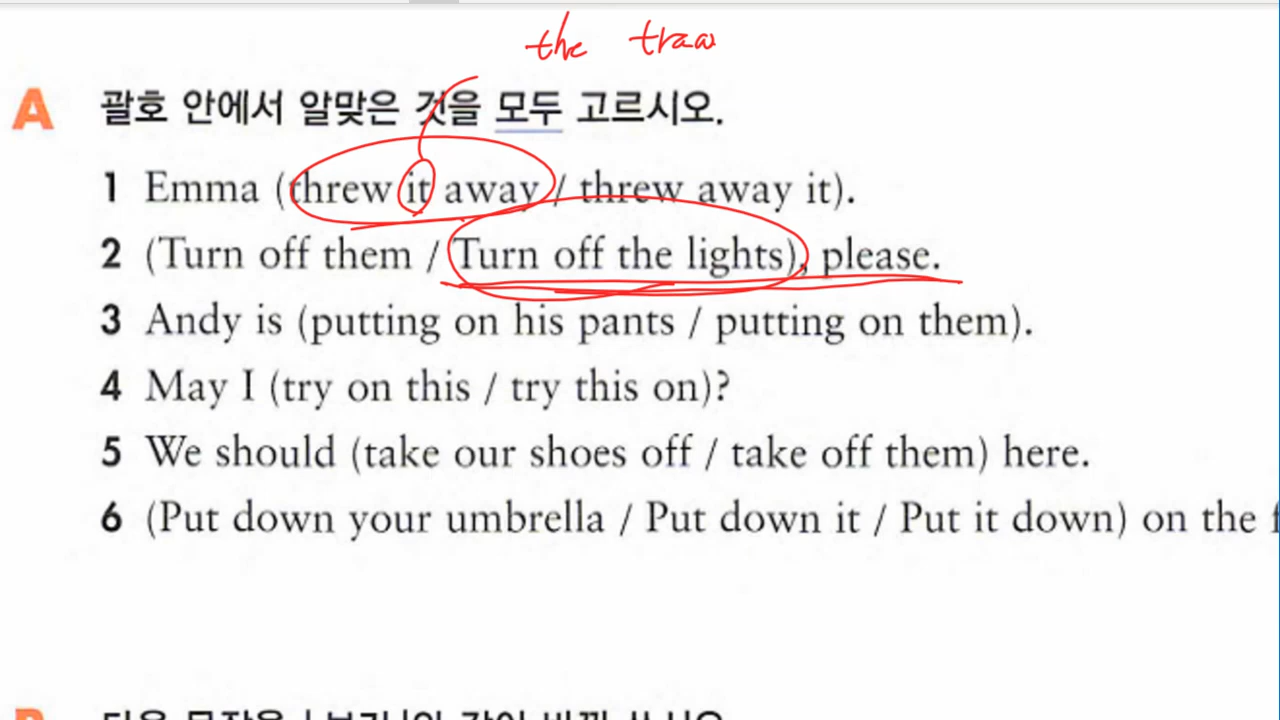 the
A 괄호 안에서 알맞은 것을 모두 고르시오.
1 Emma (threw it away / threw away it).
2 (Turn off them / Turn off the lights), please.
3 Andy is (putting on his pants / putting on them).
4 May I (try on this / try this on)?
5 We should (take our shoes off / take off them) here.
6 (Put down your umbrella / Put down it / Put it down) on the